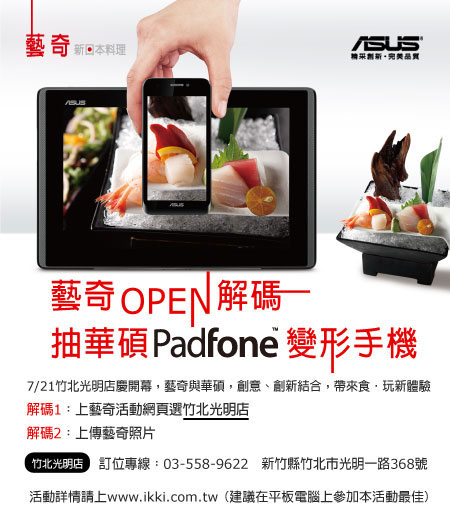 藝奇 新日本料理
ASUS
精采創新・完美品質
ASUS
ASUS
藝奇OPEN解碼
抽華碩Padfone™變形手機
7/21竹北光明店慶開幕，藝奇與華碩，創意、創新結合，帶來食．玩新體驗
解碼1：上藝奇活動網頁選竹北光明店
解碼2：上傳藝奇照片
竹北光明店 訂位專線：03-558-9622 新竹縣竹北市光明一路368號
活動詳情請上www.ikki.com.tw（建議在平板電腦上參加本活動最佳）